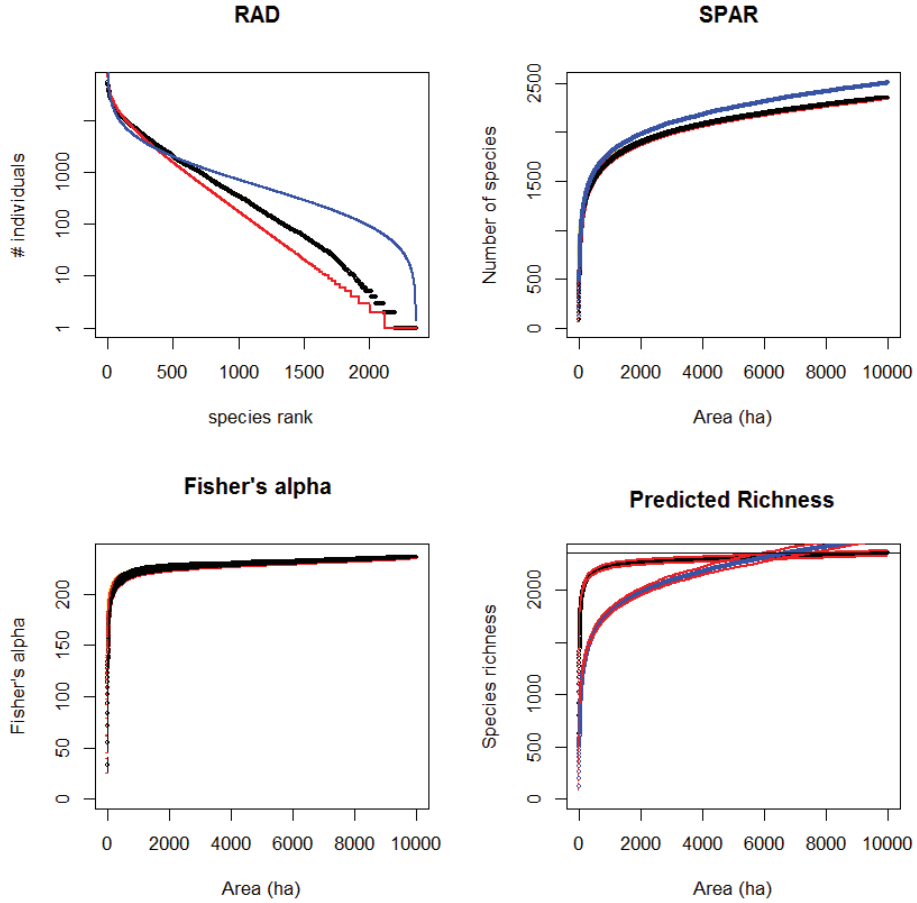 RAD
# individuals
1000
100
10
1
0 500 1000 1500 2000
species rank
SPAR
Number of species
2500
1500
500
0
0 2000 4000 6000 8000 10000
Area (ha)
Fisher's alpha
Fisher's alpha
200
150
100
50
0
0 2000 4000 6000 8000 10000
Area (ha)
Predicted Richness
Species richness
2000
1000
500
0
0 2000 4000 6000 8000 10000
Area (ha)